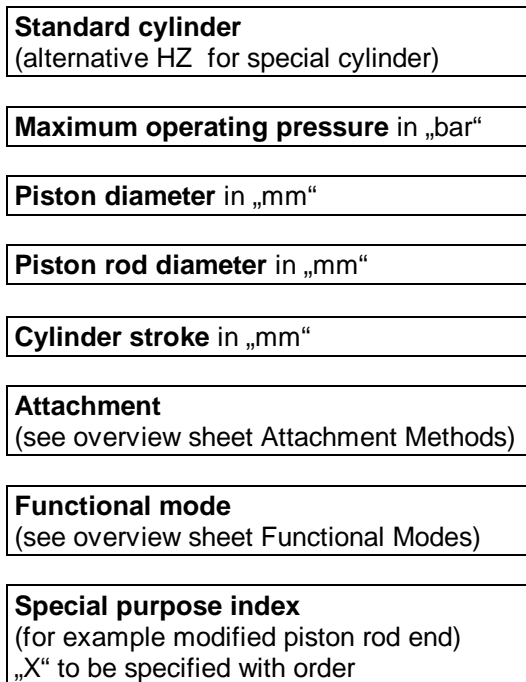 Standard cylinder
(alternative HZ  for special cylinder)
Maximum operating pressure in „bar“
Piston diameter in „mm“
Piston rod diameter in „mm“
Cylinder stroke in „mm“
Attachment
(see overview sheet Attachment Methods)
Functional mode
(see overview sheet Functional Modes)
Special purpose index
(for example modified piston rod end)
„X“ to be specified with order